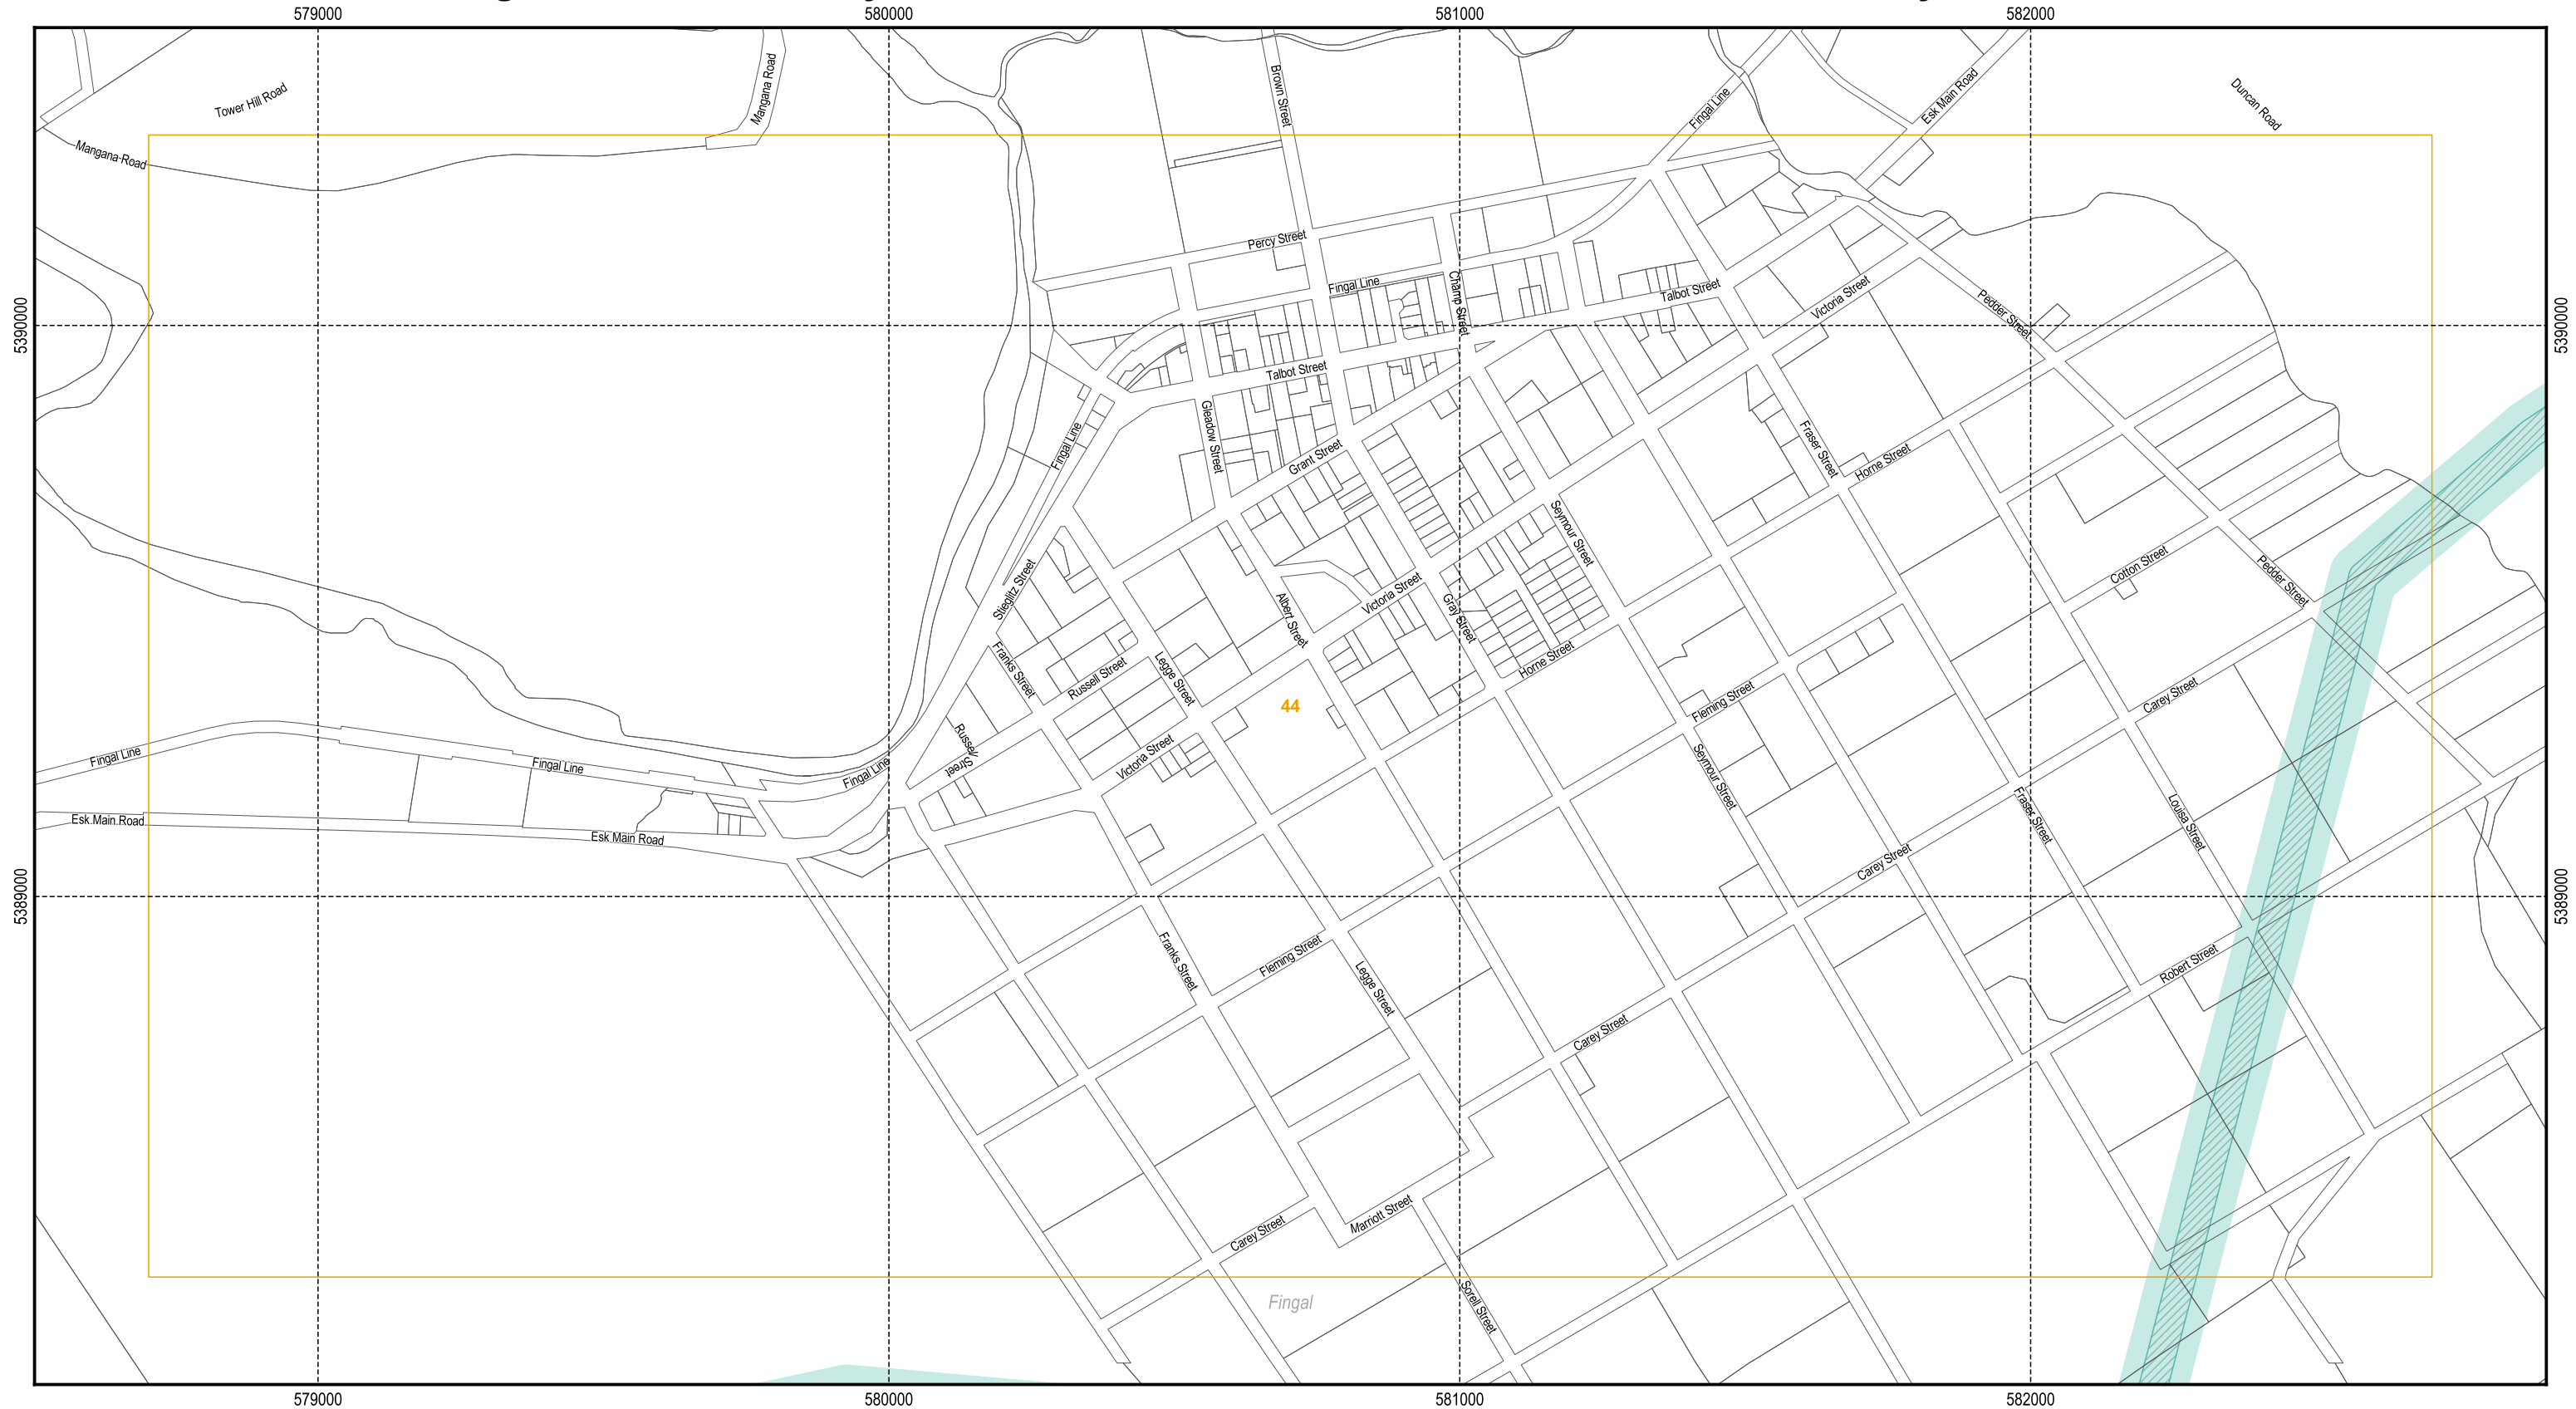 579000
580000
581000
582000
Tower Hill Road
Mangana Road
Mangana Road
Brown Street
Fingal Line
Esk Main Road
Duncan Road
Percy Street
Fingal Line
Champ Street
Talbot Street
Victoria Street
Pedder Street
5390000
5390000
Talbot Street
Gleadow Street
Fingal Line
Grant Street
Fraser Street
Horne Street
Seymour Street
Stieglitz Street
Albert Street
Victoria Street
Gray Street
Cotton Street
Pedder Street
Franks Street
Russell Street
Legge Street
Horne Street
44
Fleming Street
Carey Street
Russell
Street
Victoria Street
Fingal Line
Fingal Line
Fingal Line
Seymour Street
Esk Main Road
Esk Main Road
Fraser Street
Louisa Street
Carey Street
5389000
5389000
Franks Street
Fleming Street
Legge Street
Robert Street
Carey Street
Carey Street
Marriott Street
Fingal
Sorell Street
579000
580000
581000
582000